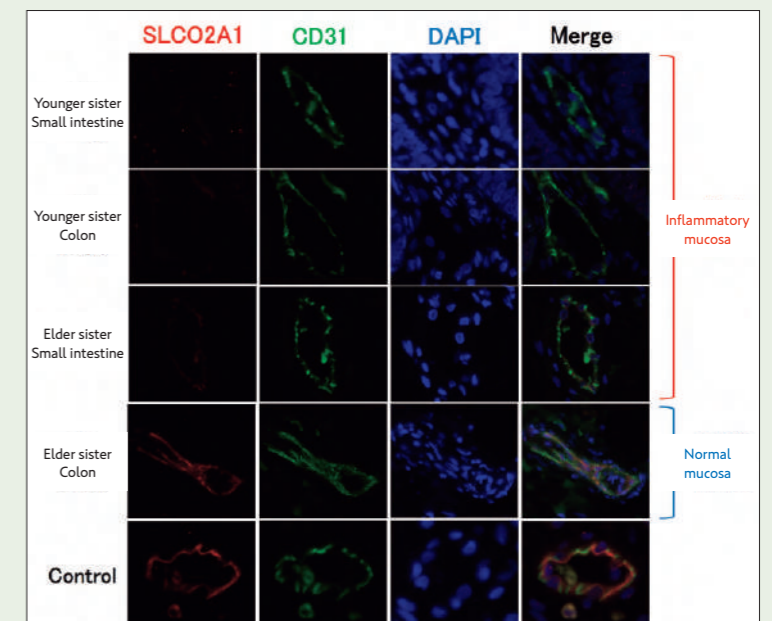 SLCO2A1 CD31 DAPI Merge
Younger sister
Small intestine
Younger sister
Colon
Inflammatory
mucosa
Elder sister
Small intestine
Elder sister
Colon
Normal
mucosa
Control